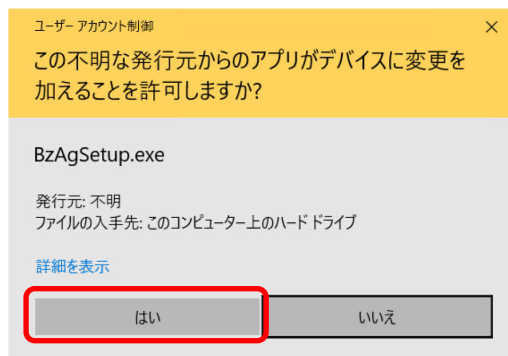 ユーザー アカウント制御
この不明な発行元からのアプリがデバイスに変更を
加えることを許可しますか?
BzAgSetup.exe
発行元: 不明
ファイルの入手先: このコンピューター上のハード ドライブ
詳細を表示
はい
いいえ